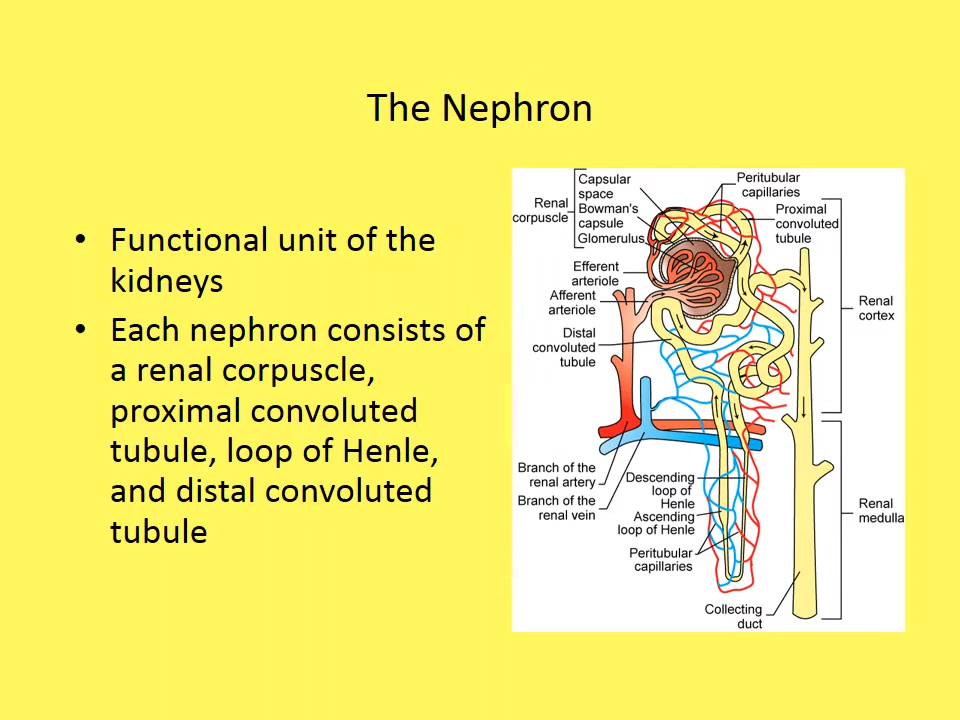 The Nephron
• Functional unit of the
kidneys
• Each nephron consists of
a renal corpuscle,
proximal convoluted
tubule, loop of Henle,
and distal convoluted
tubule
Renal
corpuscle
Capsular
space
Bowman's
capsule
Glomerulus
Efferent
arteriole
Afferent
arteriole
Distal
convoluted
tubule
Branch of the
renal artery
Branch of the
renal vein
Peritubular
capillaries
Proximal
convoluted
tubule
Renal
cortex
Descending
loop of
Henle
Ascending
loop of Henle
Peritubular
capillaries
Renal
medulla
Collecting
duct